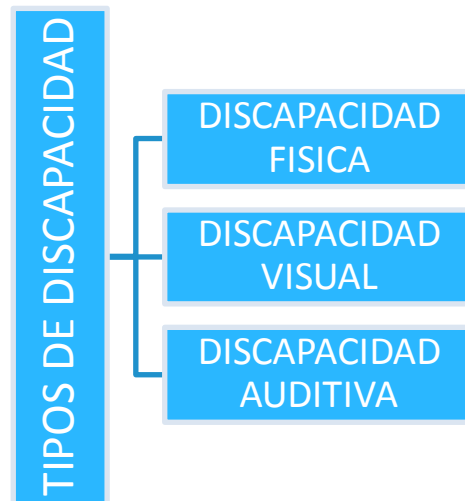 TIPOS DE DISCAPACIDAD
DISCAPACIDAD
FISICA
DISCAPACIDAD
VISUAL
DISCAPACIDAD
AUDITIVA